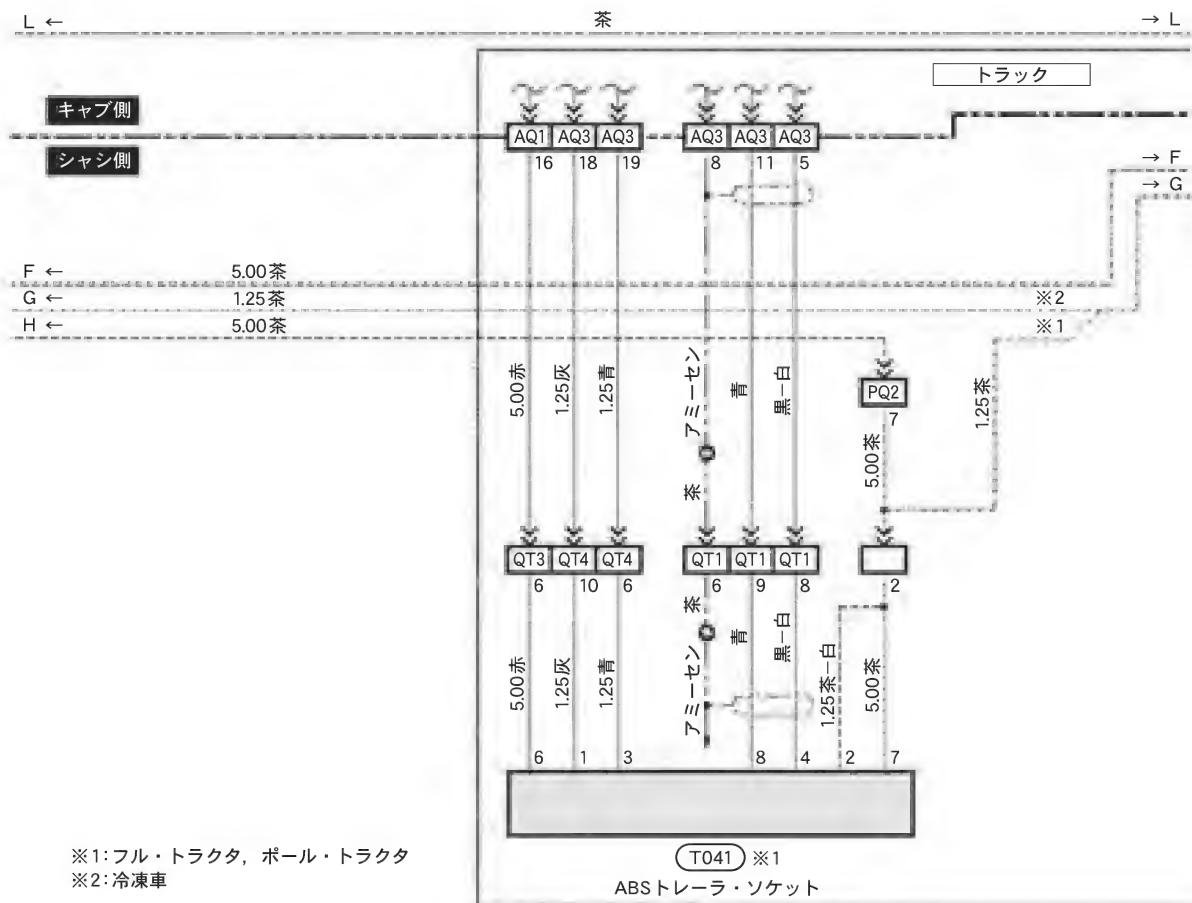 L ← 茶 → L
トラック
キャブ側
シャシ側
AQ1 AQ3 AQ3 AQ3 AQ3 AQ3
16 18 19 8 11 5
→ F
→ G
F ← 5.00茶
G ← 1.25茶 ※2
H ← 5.00茶 ※1
5.00赤
1.25灰
1.25青
アミーセン
茶
青
黒-白
PQ2
7
5.00茶
1.25茶
QT3 QT4 QT4 QT1 QT1 QT1
6 10 6 6 9 8 2
5.00赤
1.25灰
1.25青
茶
アミーセン
青
黒-白
1.25茶-白
5.00茶
6 1 3 8 4 2 7
T041 ※1
ABSトレーラ・ソケット
※1:フル・トラクタ, ポール・トラクタ
※2:冷凍車